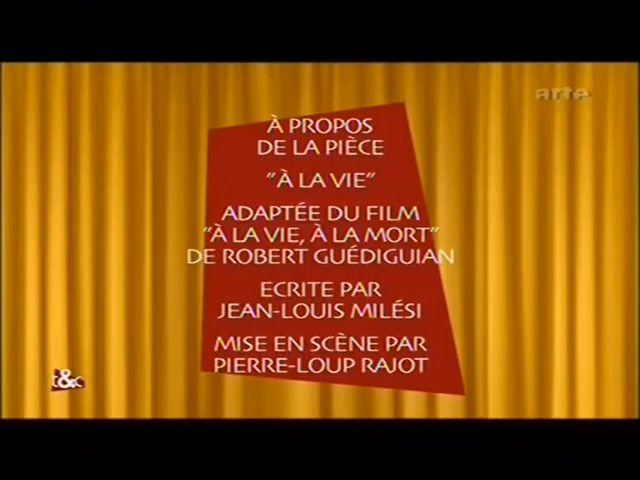 arte
À PROPOS
DE LA PIÈCE
"À LA VIE"
ADAPTÉE DU FILM
"À LA VIE, À LA MORT"
DE ROBERT GUÉDIGUIAN
ECRITE PAR
JEAN-LOUIS MILÉSI
MISE EN SCÈNE PAR
PIERRE-LOUP RAJOT
t&c